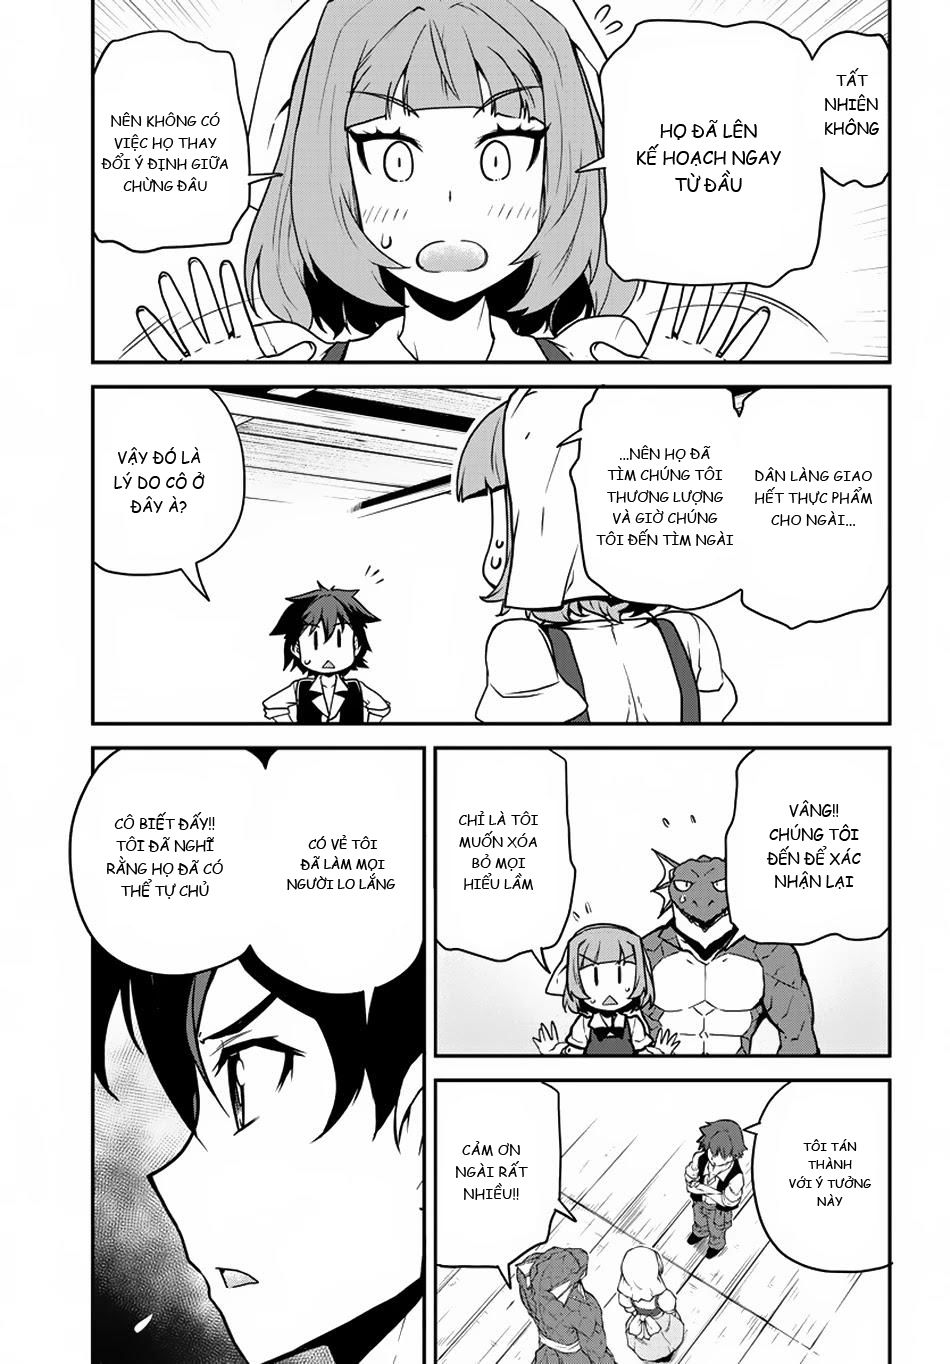 TẤT
NHIÊN
KHÔNG
HỌ ĐÃ LÊN
KẾ HOẠCH NGAY
TỪ ĐẦU
NÊN KHÔNG CÓ
VIỆC HỌ THAY
ĐỔI Ý ĐỊNH GIỮA
CHỪNG ĐÂU
DÂN LÀNG GIAO
HẾT THỰC PHẨM
CHO NGÀI...
...NÊN HỌ ĐÃ
TÌM CHÚNG TÔI
THƯƠNG LƯỢNG
VÀ GIỜ CHÚNG
TÔI ĐẾN TÌM NGÀI
VẬY ĐÓ LÀ
LÝ DO CÔ Ở
ĐÂY À?
VÂNG!!
CHÚNG TÔI
ĐẾN ĐỂ XÁC
NHẬN LẠI
CHỈ LÀ TÔI
MUỐN XÓA
BỎ MỌI
HIỂU LẦM
TÔI TÁN
THÀNH
VỚI Ý TƯỞNG
NÀY
CẢM ƠN
NGÀI RẤT
NHIỀU!!
CÓ VẺ TÔI
ĐÃ LÀM MỌI
NGƯỜI LO LẮNG
CÔ BIẾT ĐẤY!!
TÔI ĐÃ NGHĨ
RẰNG HỌ ĐÃ CÓ
THỂ TỰ CHỦ